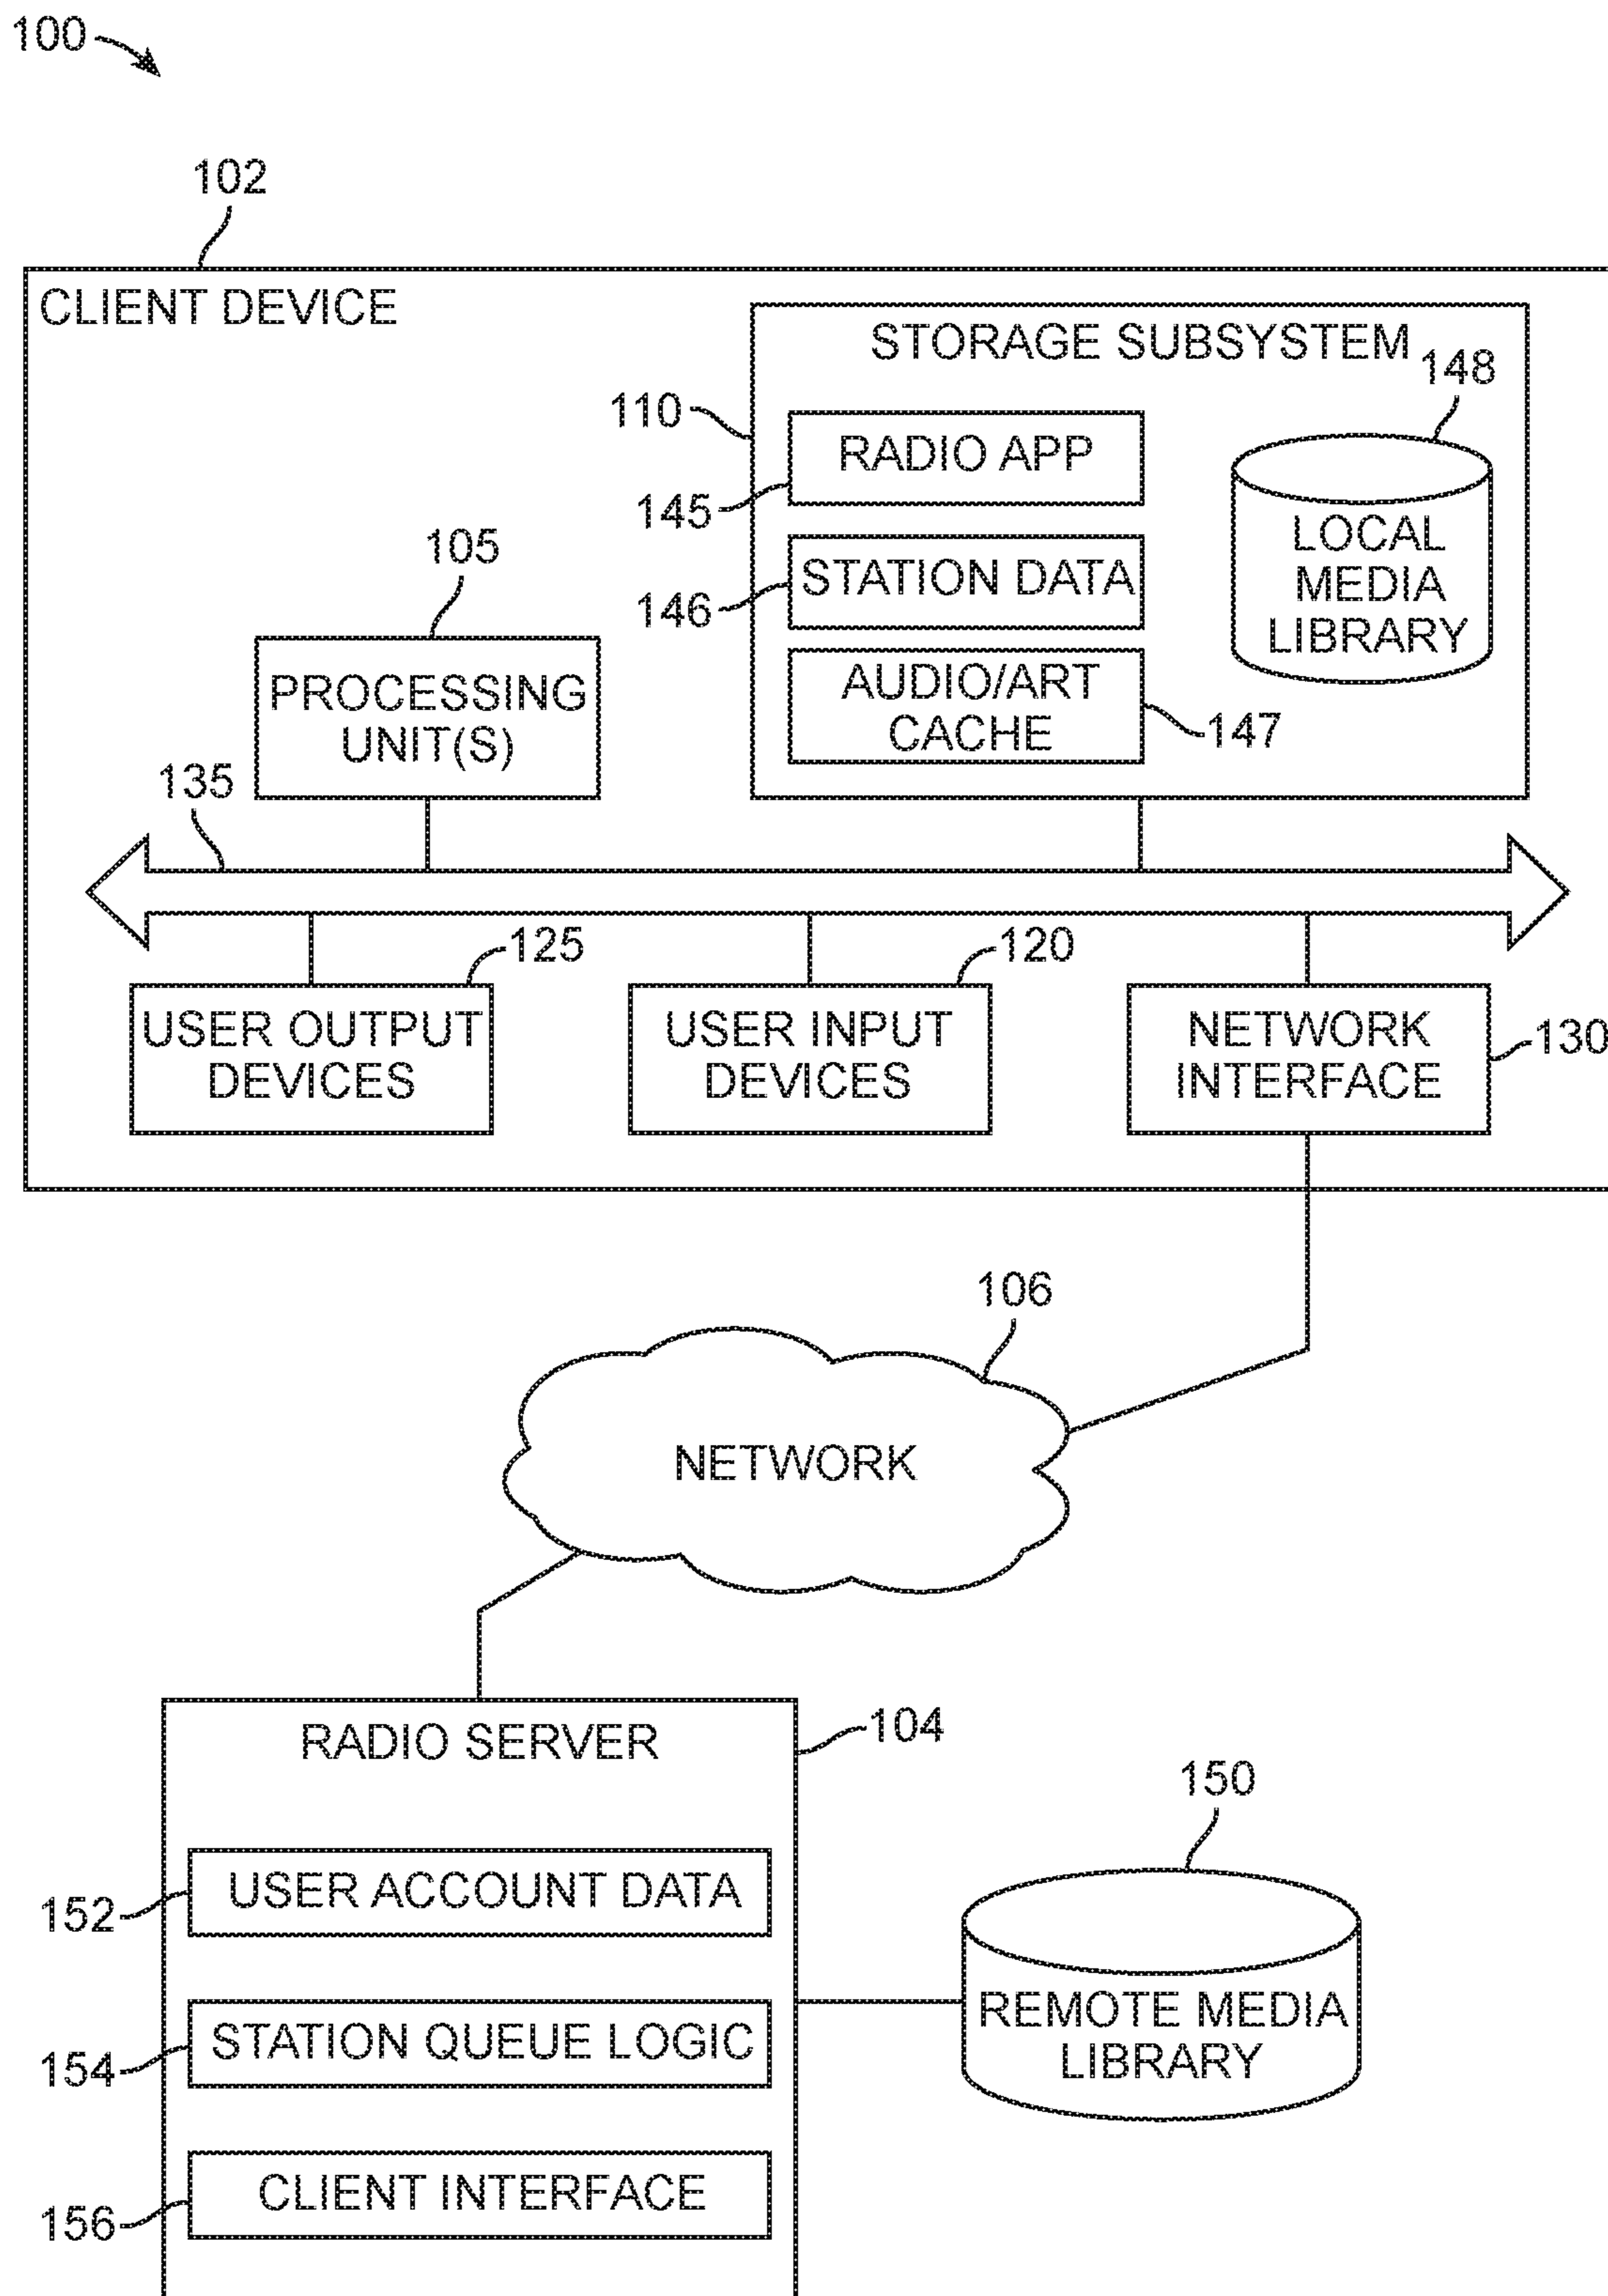 100
102
CLIENT DEVICE
STORAGE SUBSYSTEM
148
110
RADIO APP
145
LOCAL
MEDIA
LIBRARY
105
STATION DATA
146
PROCESSING
UNIT(S)
AUDIO/ART
CACHE
147
135
125
120
USER OUTPUT
DEVICES
USER INPUT
DEVICES
NETWORK
INTERFACE
130
106
NETWORK
RADIO SERVER
104
150
USER ACCOUNT DATA
152
STATION QUEUE LOGIC
154
REMOTE MEDIA
LIBRARY
CLIENT INTERFACE
156